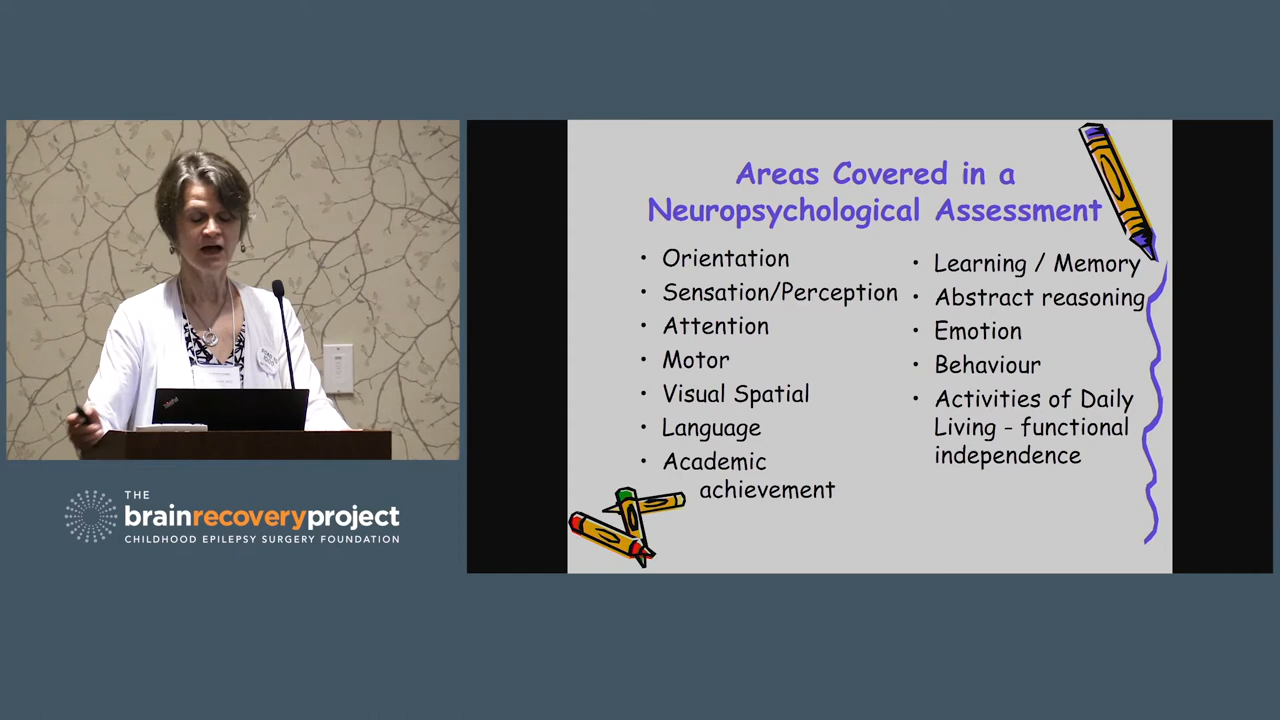 Areas Covered in a
Neuropsychological Assessment
• Orientation
• Sensation/Perception
• Attention
• Motor
• Visual Spatial
• Language
• Academic
achievement
• Learning / Memory
• Abstract reasoning
• Emotion
• Behaviour
• Activities of Daily
Living - functional
independence
THE
brainrecoveryproject
CHILDHOOD EPILEPSY SURGERY FOUNDATION